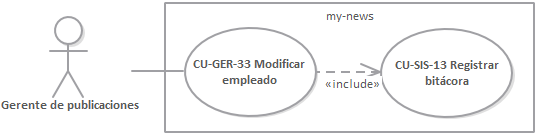 my-news
CU-GER-33 Modificar
empleado
CU-SIS-13 Registrar
bitácora
«include»
Gerente de publicaciones